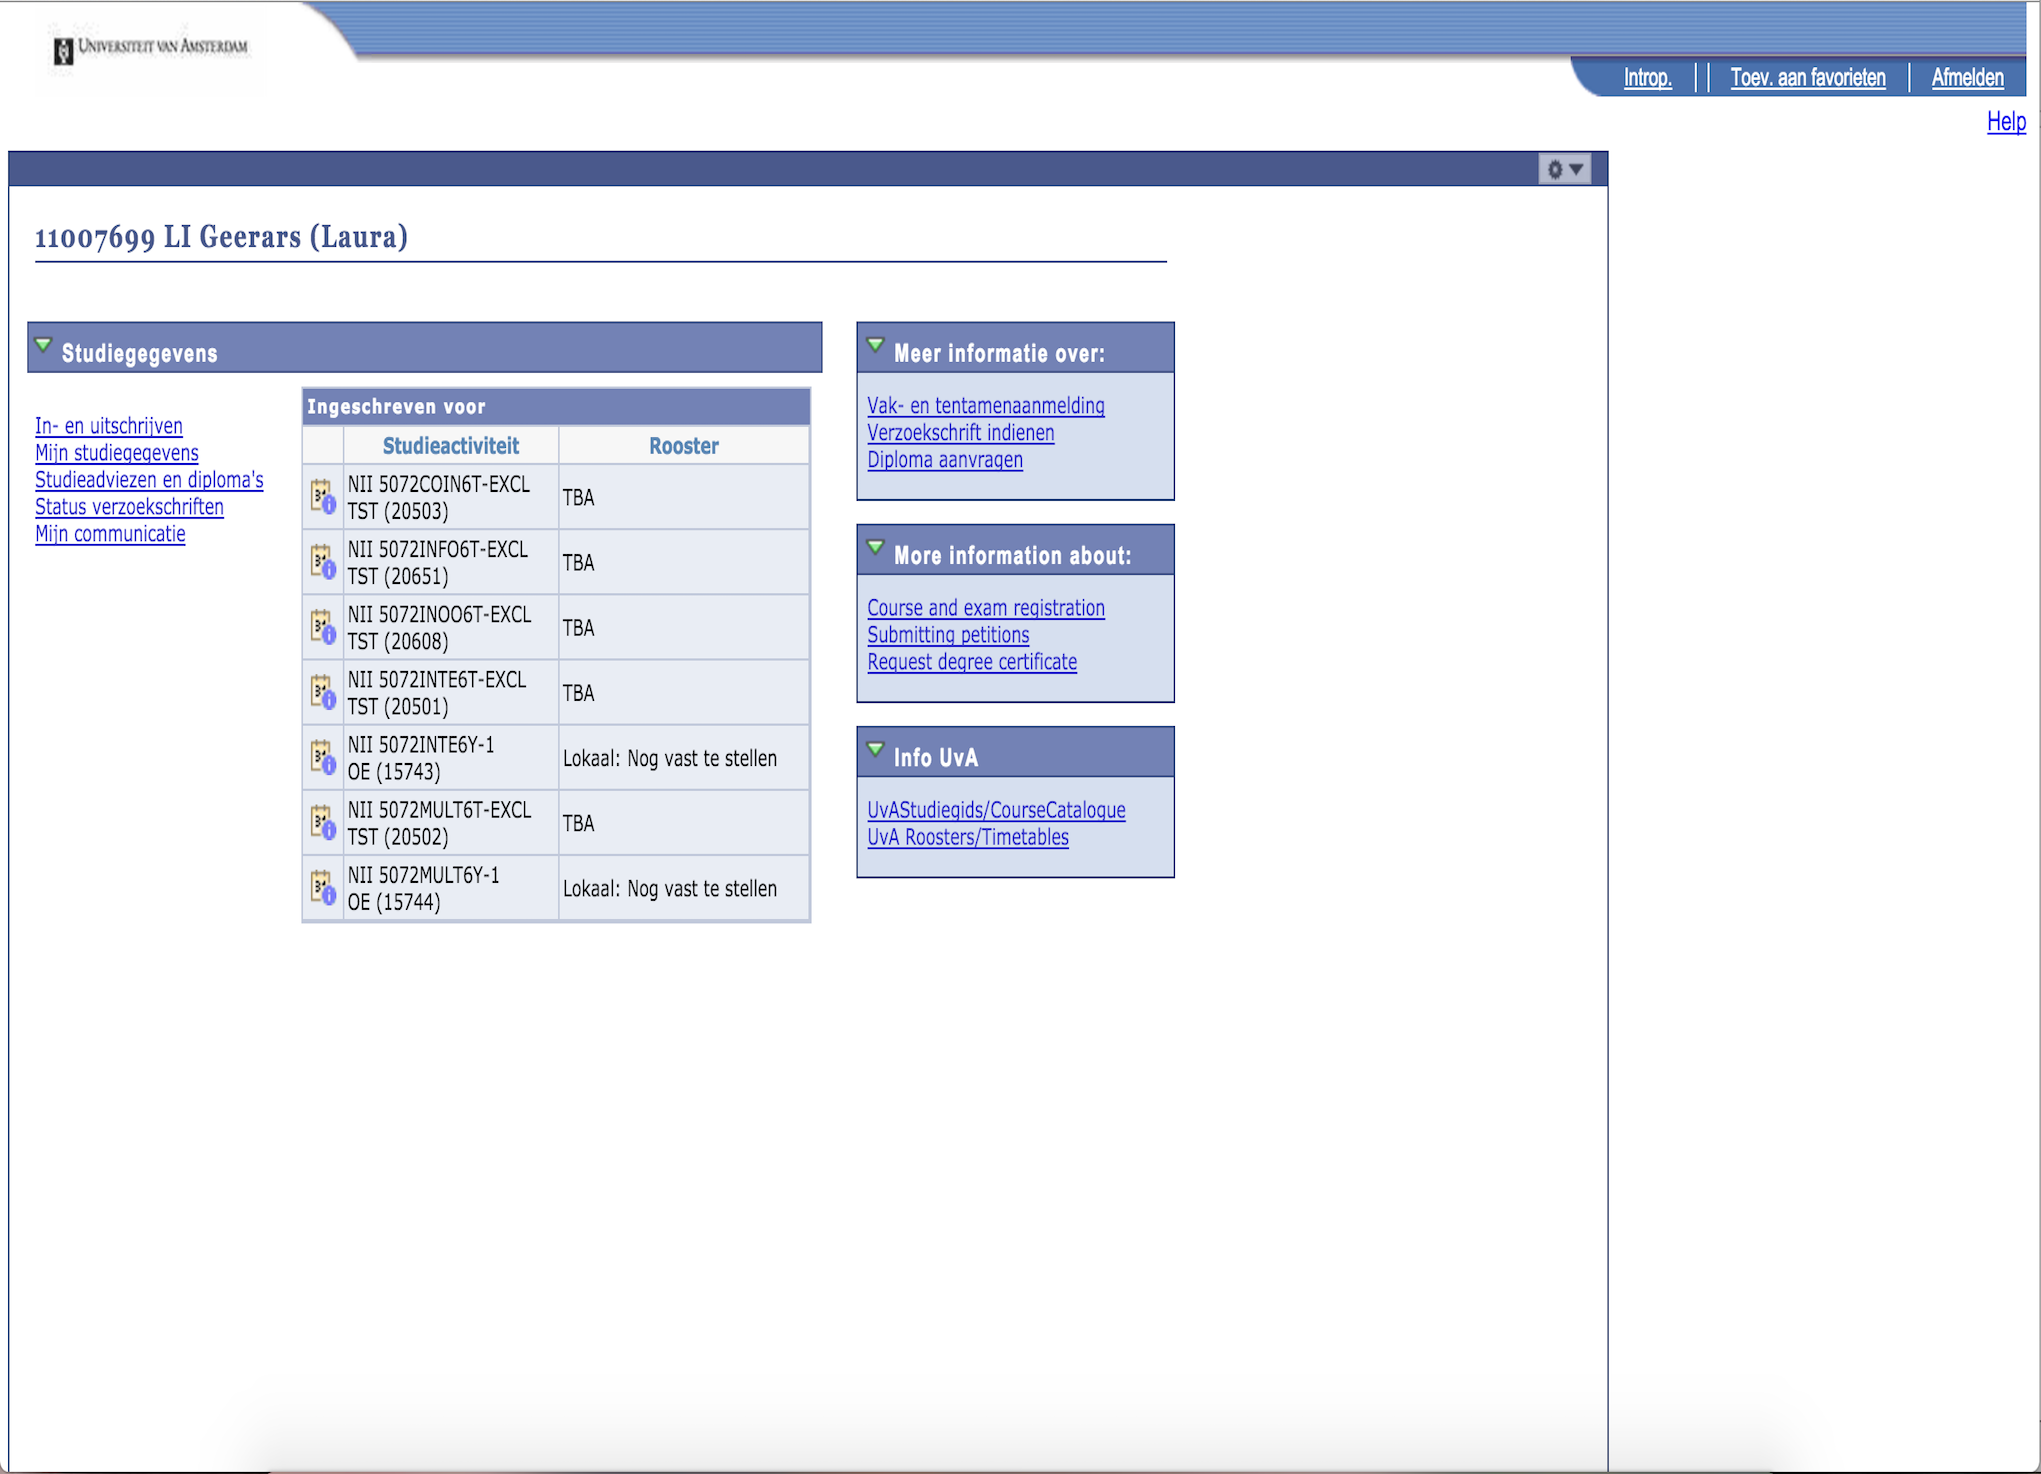 Universiteit van Amsterdam
Introp.
Toev. aan favorieten
Afmelden
Help
11007699 LI Geerars (Laura)
Studiegegevens
In- en uitschrijven
Mijn studiegegevens
Studieadviezen en diploma's
Status verzoekschriften
Mijn communicatie
Ingeschreven voor
Studieactiviteit
Rooster
NII 5072COIN6T-EXCL
TST (20503)
TBA
NII 5072INFO6T-EXCL
TST (20651)
TBA
NII 5072INOO6T-EXCL
TST (20608)
TBA
NII 5072INTE6T-EXCL
TST (20501)
TBA
NII 5072INTE6Y-1
OE (15743)
Lokaal: Nog vast te stellen
NII 5072MULT6T-EXCL
TST (20502)
TBA
NII 5072MULT6Y-1
OE (15744)
Lokaal: Nog vast te stellen
Meer informatie over:
Vak- en tentamenaanmelding
Verzoekschrift indienen
Diploma aanvragen
More information about:
Course and exam registration
Submitting petitions
Request degree certificate
Info UvA
UvAStudiegids/CourseCatalogue
UvA Roosters/Timetables